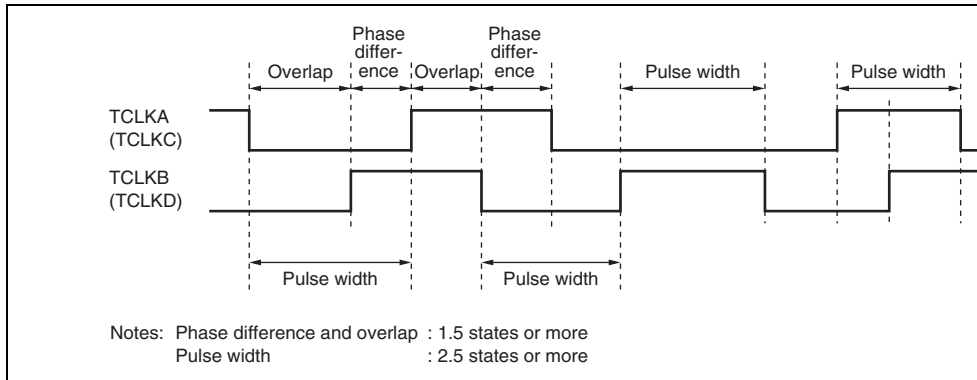 Phase
differ-
ence
Phase
differ-
ence
Overlap
Overlap
Pulse width
Pulse width
TCLKA
(TCLKC)
TCLKB
(TCLKD)
Pulse width
Pulse width
Notes: Phase difference and overlap : 1.5 states or more
Pulse width : 2.5 states or more